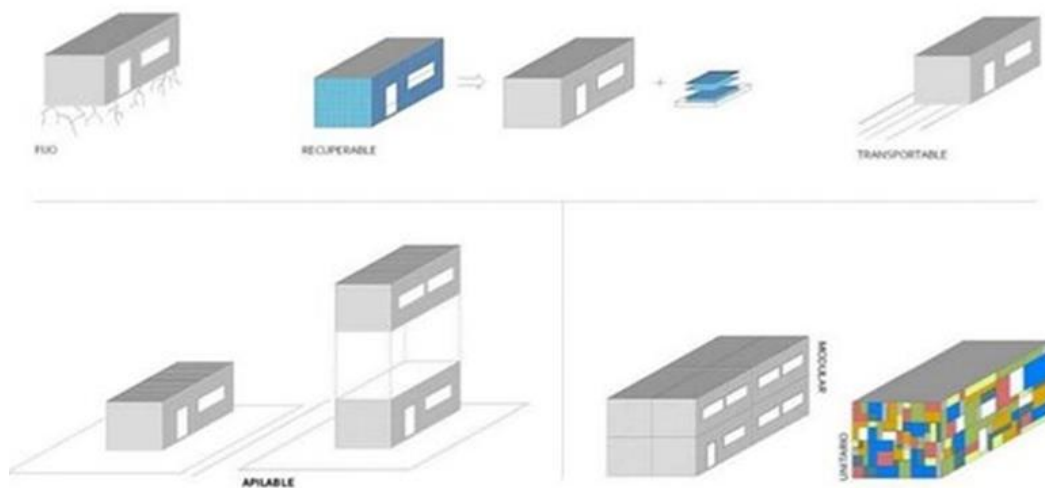 FIJO
RECUPERABLE
TRANSPORTABLE
APILABLE
MODULAR
UNITARIO